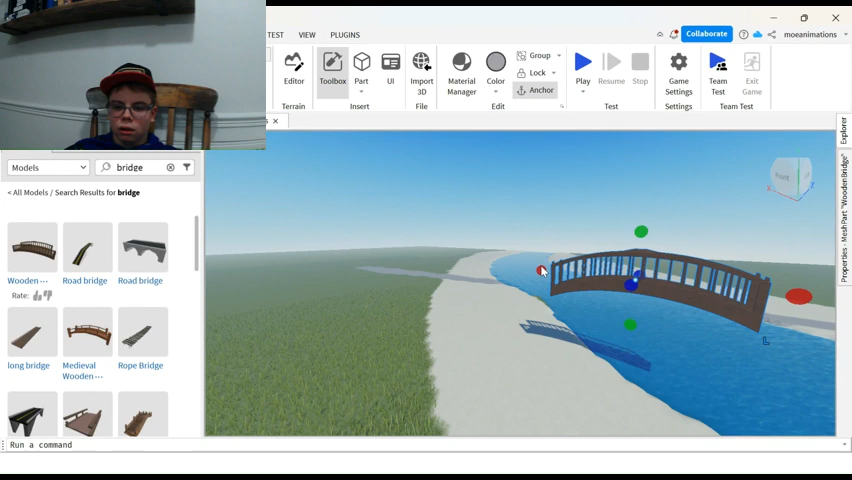 TEST VIEW PLUGINS
Collaborate
moeanimations
Editor
Toolbox
Part
UI
Import
3D
Material
Manager
Color
Group
Lock
Anchor
Play
Resume
Stop
Game
Settings
Team
Test
Exit
Game
Terrain
Insert
File
Edit
Test
Settings
Team Test
Models
bridge
< All Models / Search Results for bridge
Wooden ...
Road bridge
Road bridge
Rate:
long bridge
Medieval
Wooden ...
Rope Bridge
Front
X
Z
L
Explorer
Properties - MeshPart "WoodenBridge"
Run a command